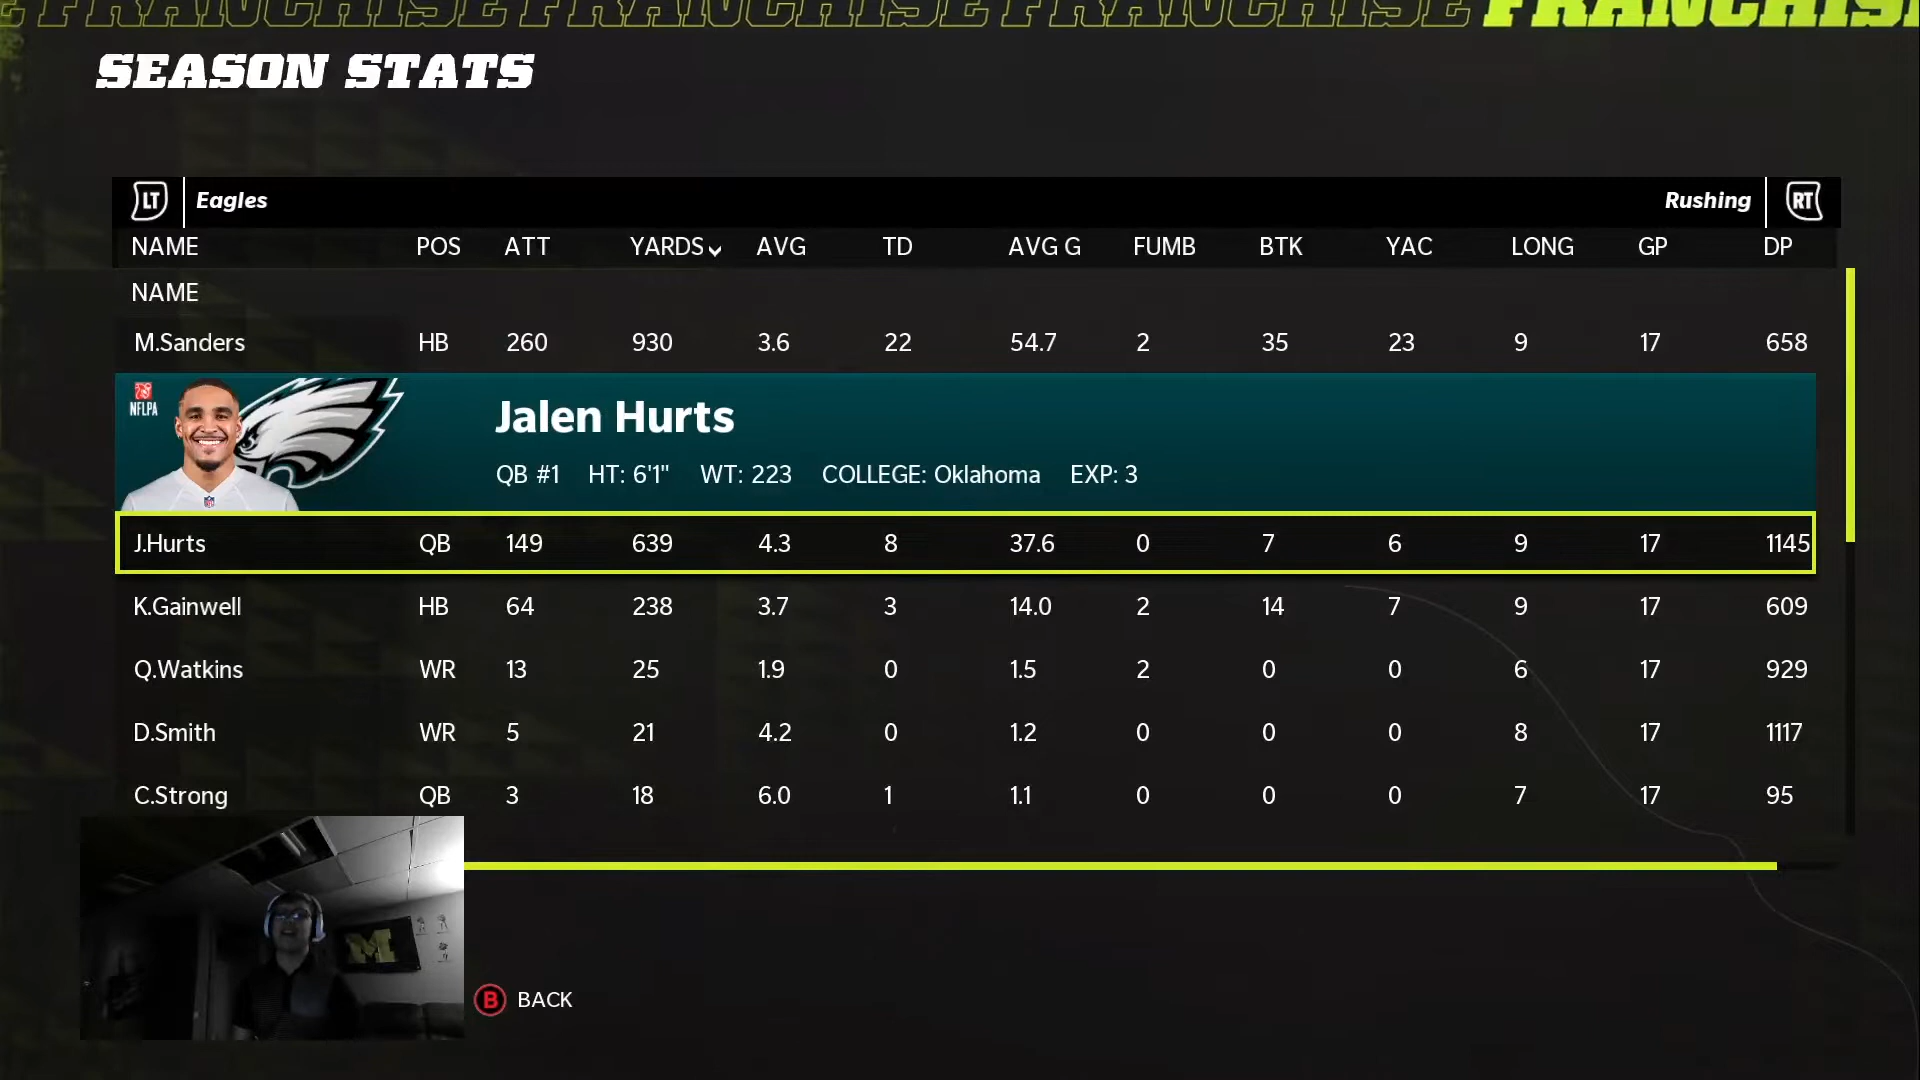 FRANCHISE FRANCHISE FRANCHISE FRANCHISE
SEASON STATS
LT Eagles Rushing RT
NAME POS ATT YARDS AVG TD AVG G FUMB BTK YAC LONG GP DP
NAME
M.Sanders HB 260 930 3.6 22 54.7 2 35 23 9 17 658
NFLPA
Jalen Hurts
QB #1 HT: 6'1" WT: 223 COLLEGE: Oklahoma EXP: 3
J.Hurts QB 149 639 4.3 8 37.6 0 7 6 9 17 1145
K.Gainwell HB 64 238 3.7 3 14.0 2 14 7 9 17 609
Q.Watkins WR 13 25 1.9 0 1.5 2 0 0 6 17 929
D.Smith WR 5 21 4.2 0 1.2 0 0 0 8 17 1117
C.Strong QB 3 18 6.0 1 1.1 0 0 0 7 17 95
M
B BACK